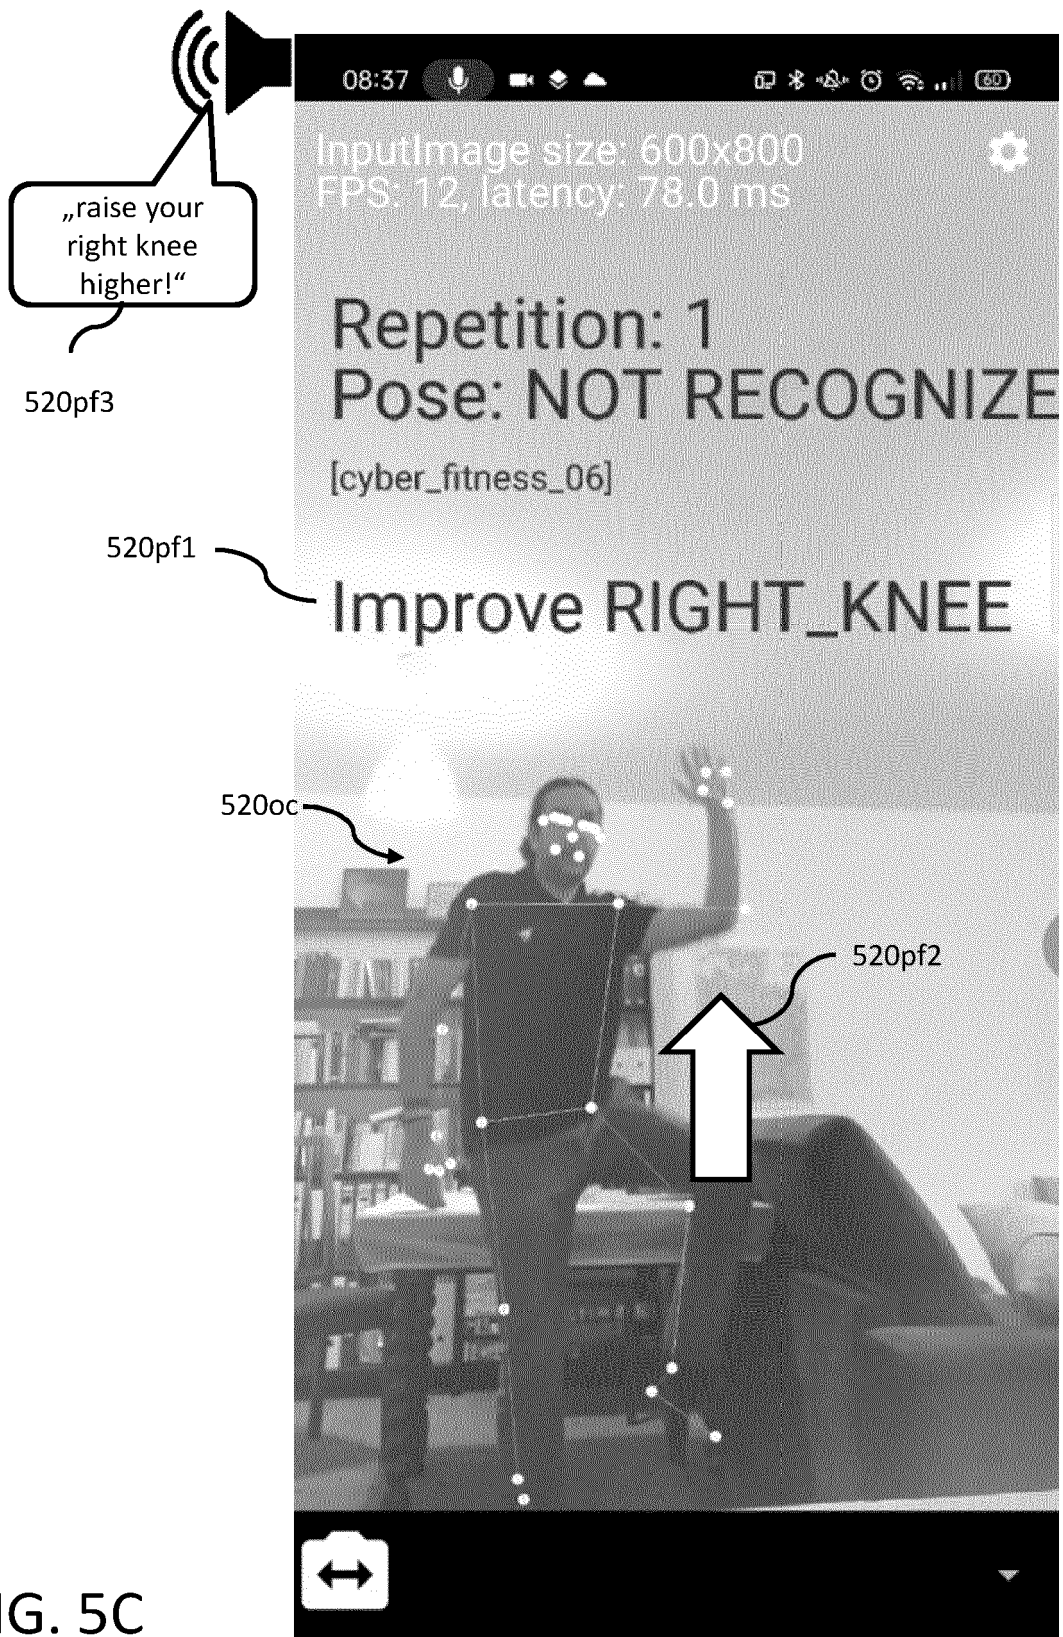 08:37
60
InputImage size: 600x800
FPS: 12, latency: 78.0 ms
„raise your
right knee
higher!“
520pf3
Repetition: 1
Pose: NOT RECOGNIZE
[cyber_fitness_06]
520pf1
Improve RIGHT_KNEE
520oc
520pf2
IG. 5C